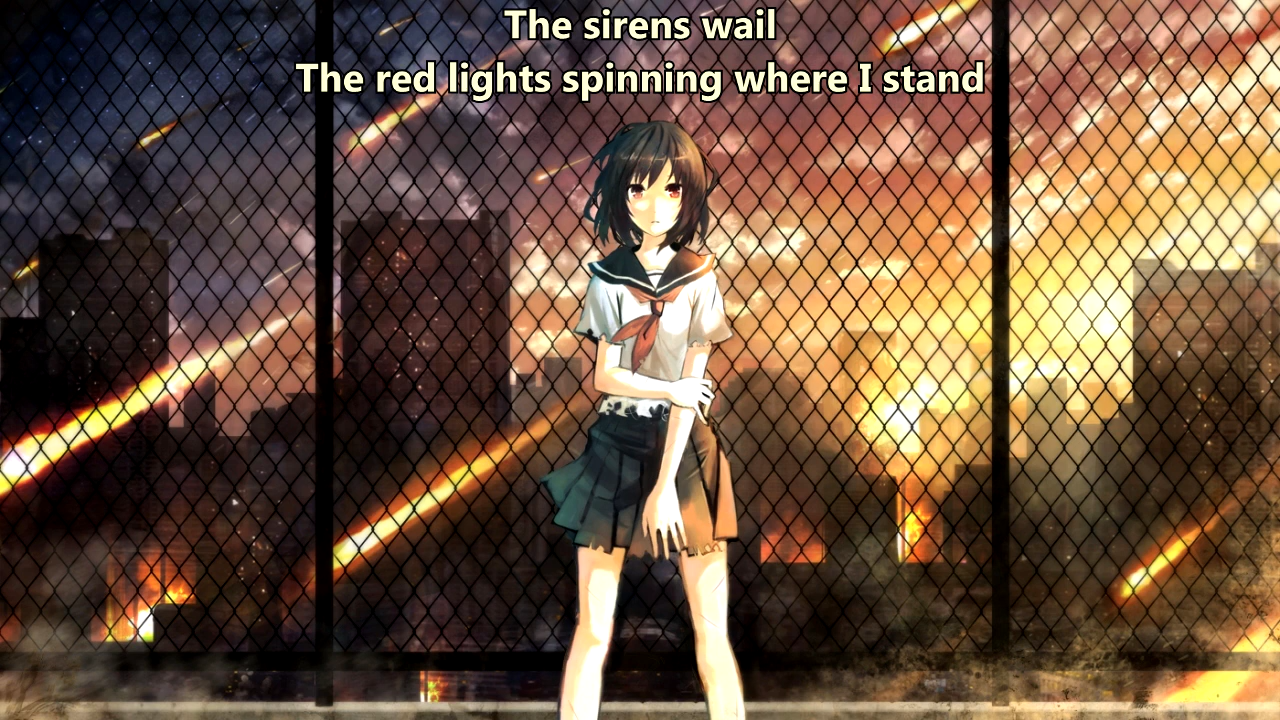 The sirens wail
The red lights spinning where I stand